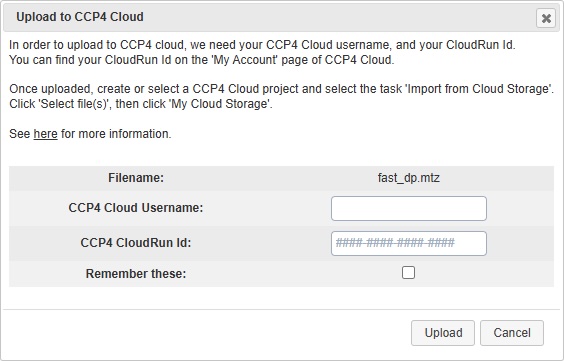 Upload to CCP4 Cloud
In order to upload to CCP4 cloud, we need your CCP4 Cloud username, and your CloudRun Id.
You can find your CloudRun Id on the 'My Account' page of CCP4 Cloud.
Once uploaded, create or select a CCP4 Cloud project and select the task 'Import from Cloud Storage'.
Click 'Select file(s)', then click 'My Cloud Storage'.
See here for more information.
Filename: fast_dp.mtz
CCP4 Cloud Username:
CCP4 CloudRun Id: ####-####-####-####
Remember these:
Upload Cancel